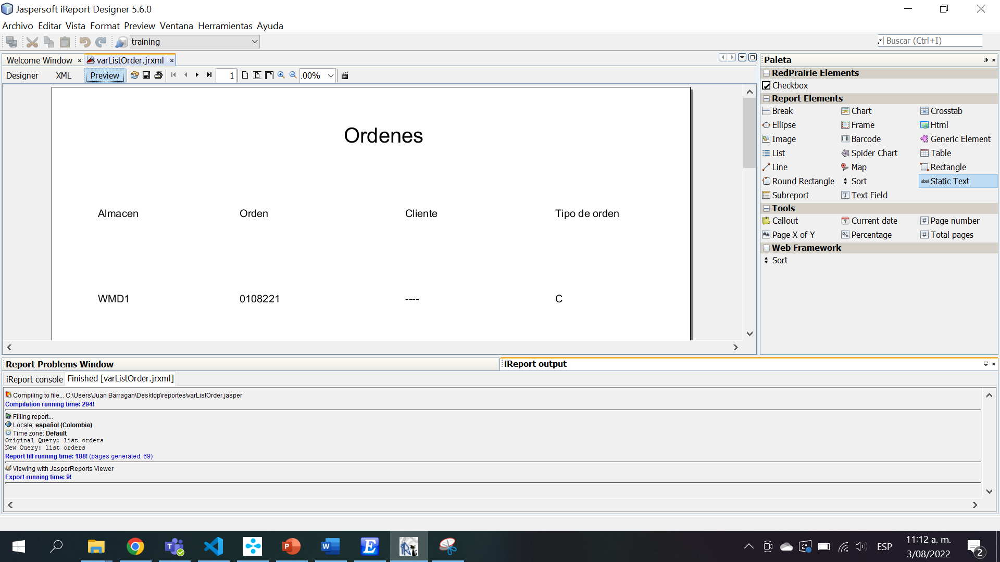 Jaspersoft iReport Designer 5.6.0
Archivo Editar Vista Format Preview Ventana Herramientas Ayuda
training
Buscar (Ctrl+I)
Welcome Window
varListOrder.jrxml
Designer XML Preview 1 .00%
Ordenes
Almacen Orden Cliente Tipo de orden
WMD1 0108221 ---- C
Paleta
RedPrairie Elements
Checkbox
Report Elements
Break Chart Crosstab
Ellipse Frame Html
Image Barcode Generic Element
List Spider Chart Table
Line Map Rectangle
Round Rectangle Sort label Static Text
Subreport Text Field
Tools
Callout Current date Page number
Page X of Y Percentage Total pages
Web Framework
Sort
Report Problems Window
iReport output
iReport console Finished [varListOrder.jrxml]
Compiling to file... C:\Users\Juan Barragan\Desktop\reportes\varListOrder.jasper
Compilation running time: 294!
Filling report...
Locale: español (Colombia)
Time zone: Default
Original Query: list orders
New Query: list orders
Report fill running time: 188! (pages generated: 69)
Viewing with JasperReports Viewer
Export running time: 9!
ESP
11:12 a. m.
3/08/2022
2